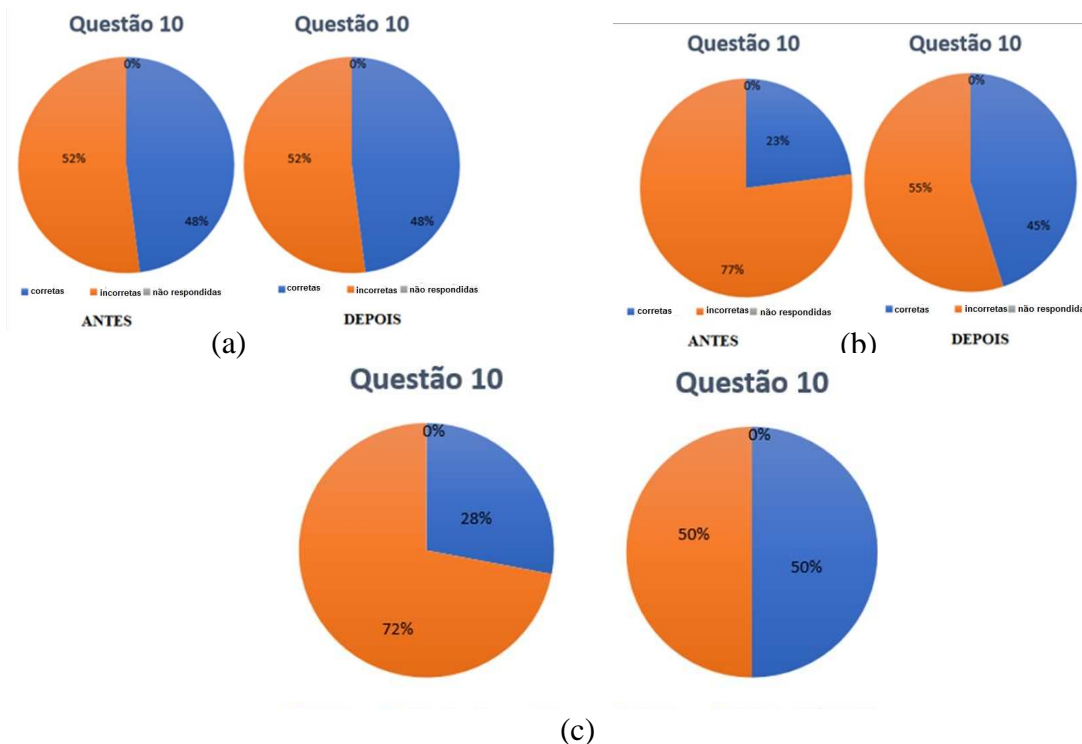 Questão 10
0%
52%
48%
corretas incorretas não respondidas
ANTES
Questão 10
0%
52%
48%
corretas incorretas não respondidas
DEPOIS
(a)
Questão 10
0%
23%
77%
corretas incorretas não respondidas
ANTES
Questão 10
0%
55%
45%
corretas incorretas não respondida
DEPOIS
(b)
Questão 10
0%
28%
72%
Questão 10
0%
50%
50%
(c)